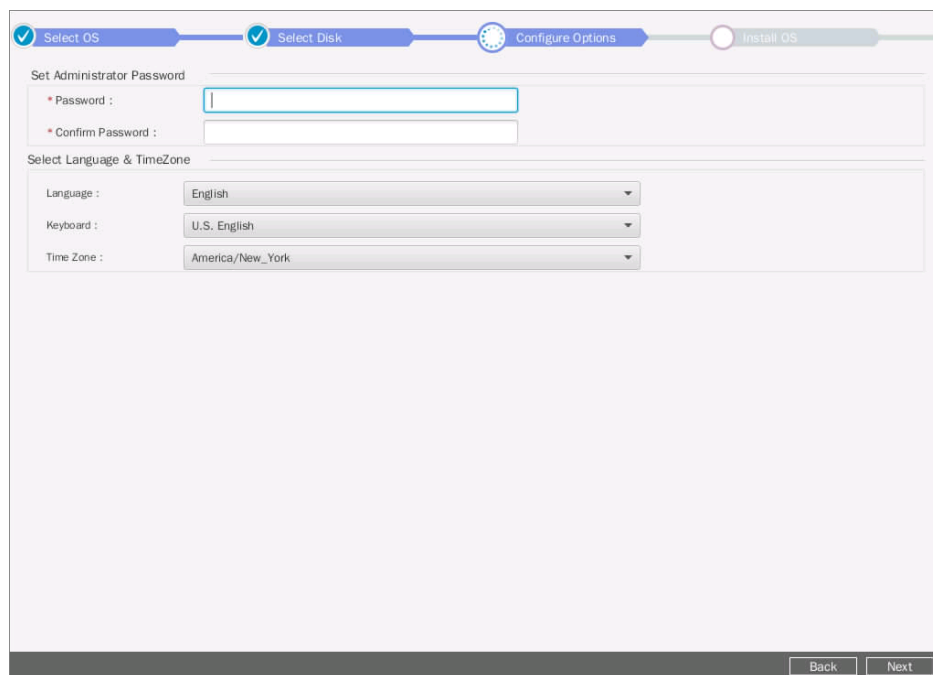 Select OS
Select Disk
Configure Options
Install OS
Set Administrator Password
* Password :
* Confirm Password :
Select Language & TimeZone
Language :
English
Keyboard :
U.S. English
Time Zone :
America/New_York
Back
Next